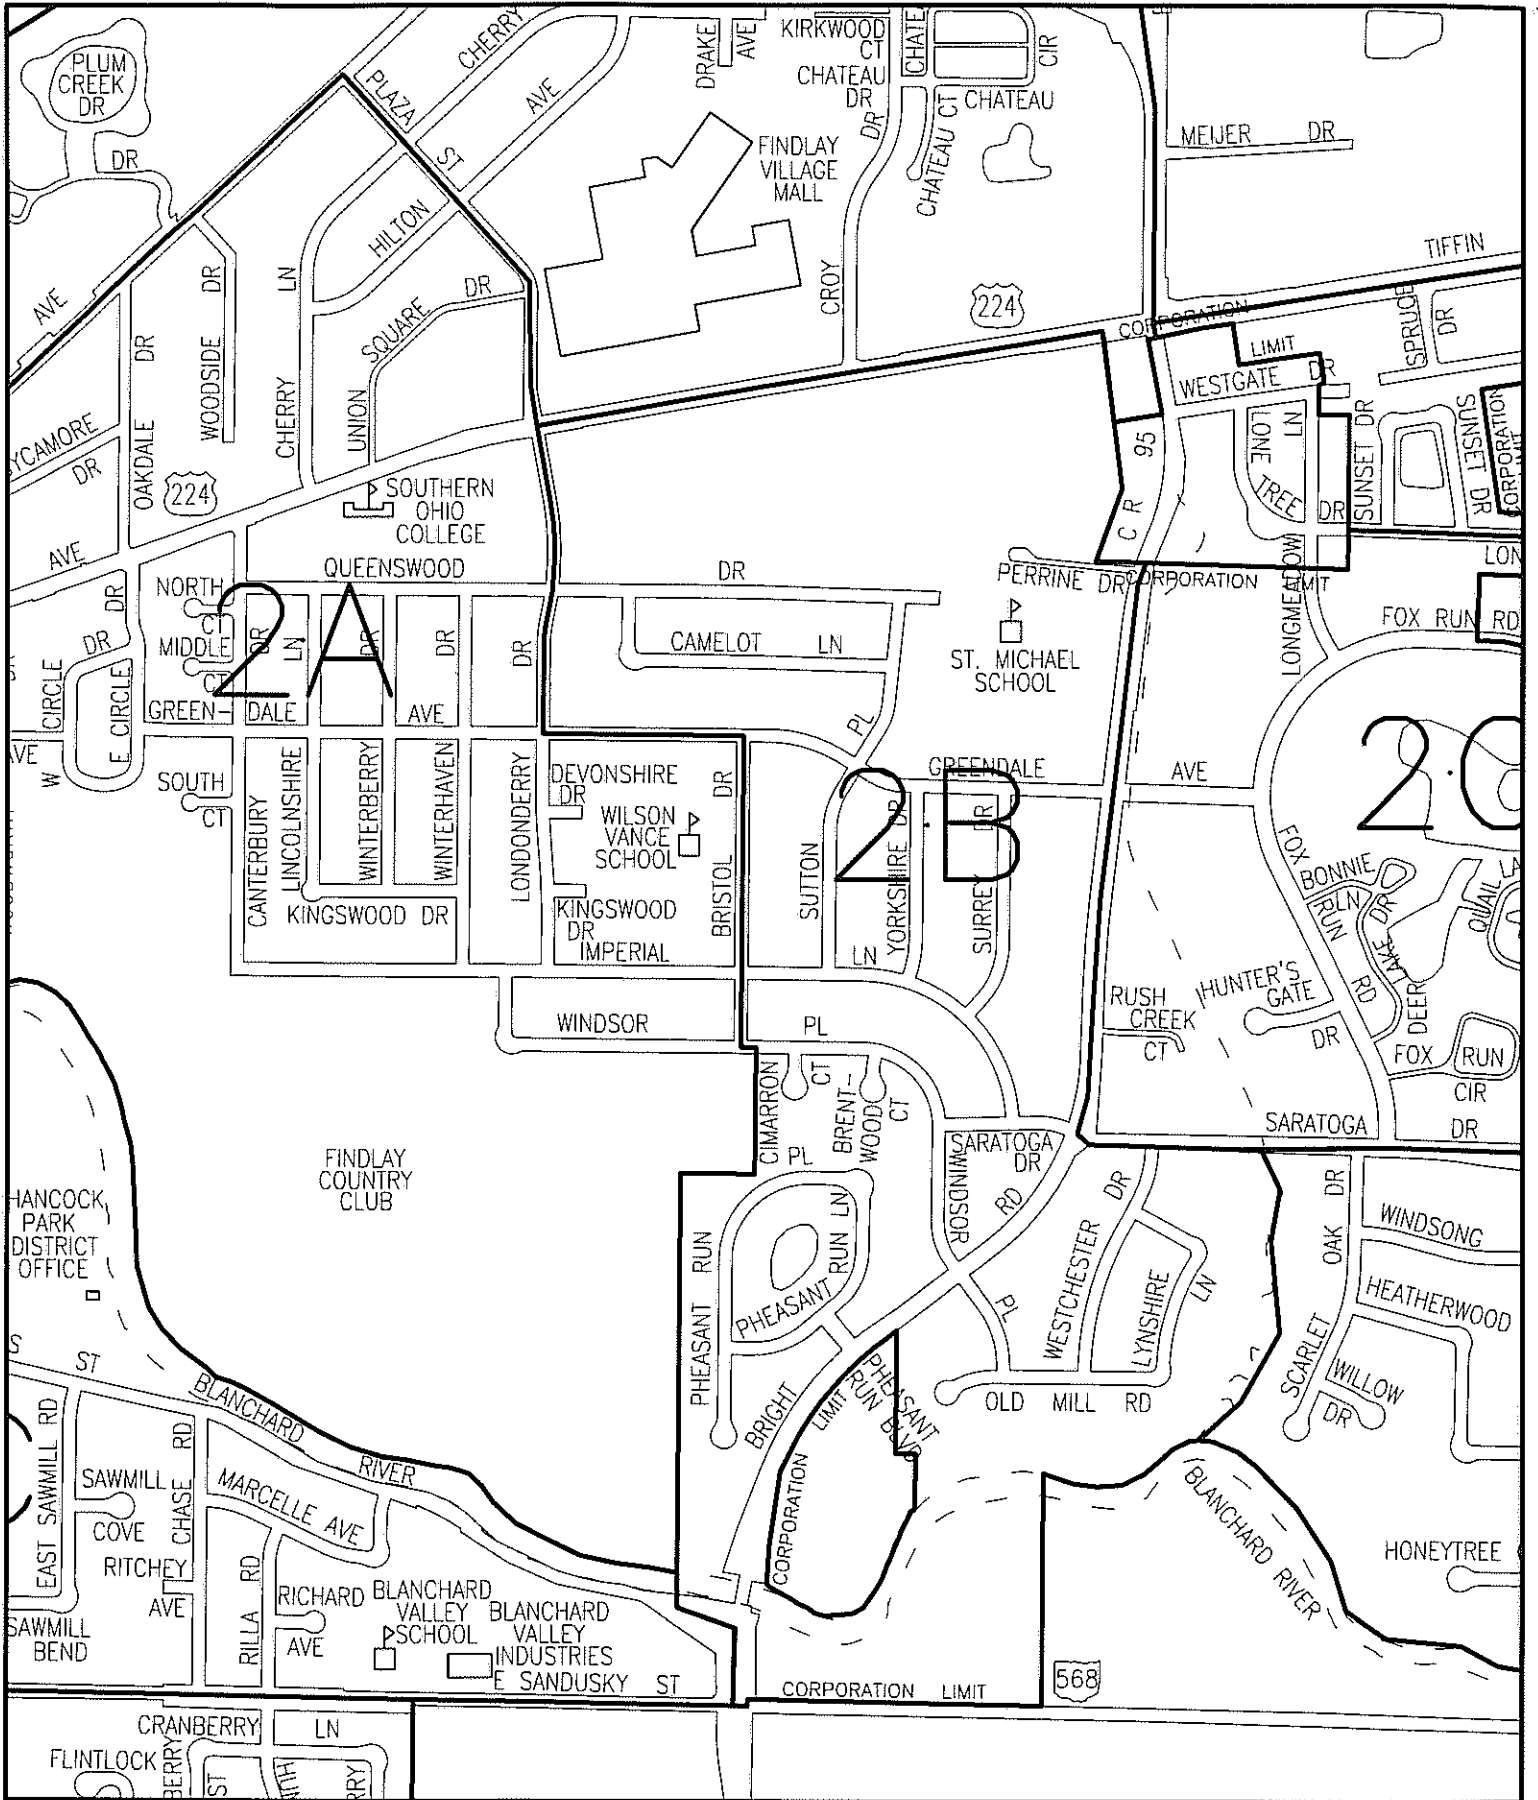 PLUM
CREEK
DR
DR
PLAZA
ST
CHERRY
AVE
DRAKE
AVE
KIRKWOOD
CT
CHATEAU
DR
CHATE
CIR
CHATEAU
CHATEAU CT
DR
MEIJER DR
FINDLAY
VILLAGE
MALL
HILTON
AVE
DR
WOODSIDE
LN
CHERRY
SQUARE DR
UNION
CROY
224
TIFFIN
CORPORATION
LIMIT
WESTGATE DR
SPRUCE
DR
DR
OAKDALE
SYCAMORE
DR
224
SOUTHERN
OHIO
COLLEGE
95
C R
LONE
TREE
LN
DR
SUNSET DR
SUNSET DR
CORPORATION
LIMIT
AVE
QUEENSWOOD
DR
PERRINE DR
CORPORATION LIMIT
LON
FOX RUN RD
LONGMEADOW
NORTH
CT
MIDDLE
CT
DR
DR
2A
DR
LN
DR
DR
DR
CAMELOT LN
ST. MICHAEL
SCHOOL
W CIRCLE
E CIRCLE
AVE
GREEN-
DALE
AVE
PL
SOUTH
CT
CANTERBURY
LINCOLNSHIRE
WINTERBERRY
WINTERHAVEN
LONDONDERRY
DEVONSHIRE
DR
WILSON
VANCE
SCHOOL
BRISTOL
DR
GREENDALE
AVE
2B
SUTTON
YORKSHIRE DR
SURREY DR
KINGSWOOD DR
KINGSWOOD
DR
IMPERIAL
LN
FOX
RUN
RD
BONNIE
LN
DR
LAKE
DEER
QUAIL LA
RUSH
CREEK
CT
HUNTER'S
GATE
DR
FOX RUN
CIR
WINDSOR
PL
CIMARRON
CT
BRENT-
WOOD
CT
SARATOGA
DR
SARATOGA
DR
FINDLAY
COUNTRY
CLUB
HANCOCK
PARK
DISTRICT
OFFICE
PL
PHEASANT RUN
PHEASANT
RUN LN
WINDSOR
RD
PL
WESTCHESTER
DR
LYNSHIRE
LN
OAK DR
SCARLET
WINDSONG
HEATHERWOOD
WILLOW
DR
S
ST
BLANCHARD
RIVER
BRIGHT
LIMIT
CORPORATION
PHEASANT
RUN BLVD
OLD MILL RD
EAST SAWMILL RD
SAWMILL
COVE
CHASE RD
MARCELLE AVE
RITCHEY
AVE
RILLA RD
RICHARD
AVE
BLANCHARD
VALLEY
SCHOOL
BLANCHARD
VALLEY
INDUSTRIES
BLANCHARD RIVER
HONEYTREE
SAWMILL
BEND
E SANDUSKY ST
CORPORATION LIMIT
568
CRANBERRY LN
FLINTLOCK
BERRY
ST
HUN
RRY